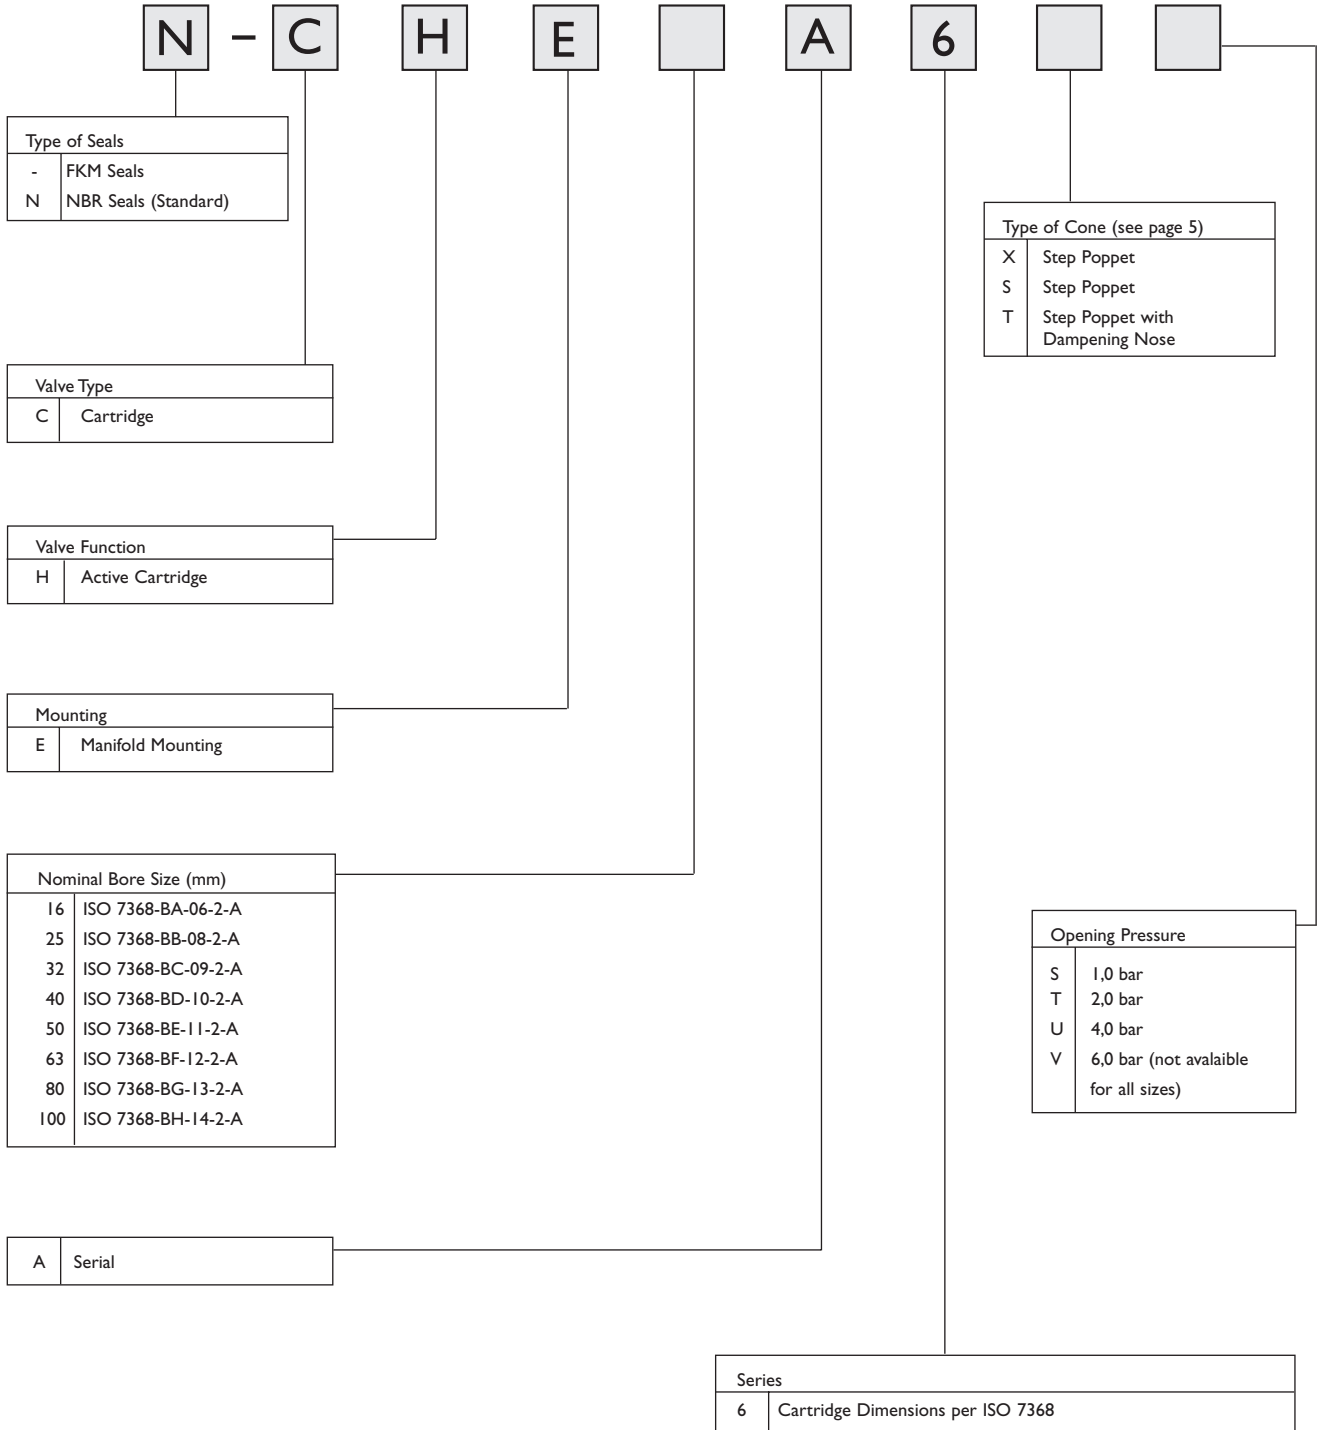 N - C H E A 6
Type of Seals
- FKM Seals
N NBR Seals (Standard)
Type of Cone (see page 5)
X Step Poppet
S Step Poppet
T Step Poppet with
Dampening Nose
Valve Type
C Cartridge
Valve Function
H Active Cartridge
Mounting
E Manifold Mounting
Nominal Bore Size (mm)
16 ISO 7368-BA-06-2-A
25 ISO 7368-BB-08-2-A
32 ISO 7368-BC-09-2-A
40 ISO 7368-BD-10-2-A
50 ISO 7368-BE-11-2-A
63 ISO 7368-BF-12-2-A
80 ISO 7368-BG-13-2-A
100 ISO 7368-BH-14-2-A
Opening Pressure
S 1,0 bar
T 2,0 bar
U 4,0 bar
V 6,0 bar (not avalaible
for all sizes)
A Serial
Series
6 Cartridge Dimensions per ISO 7368